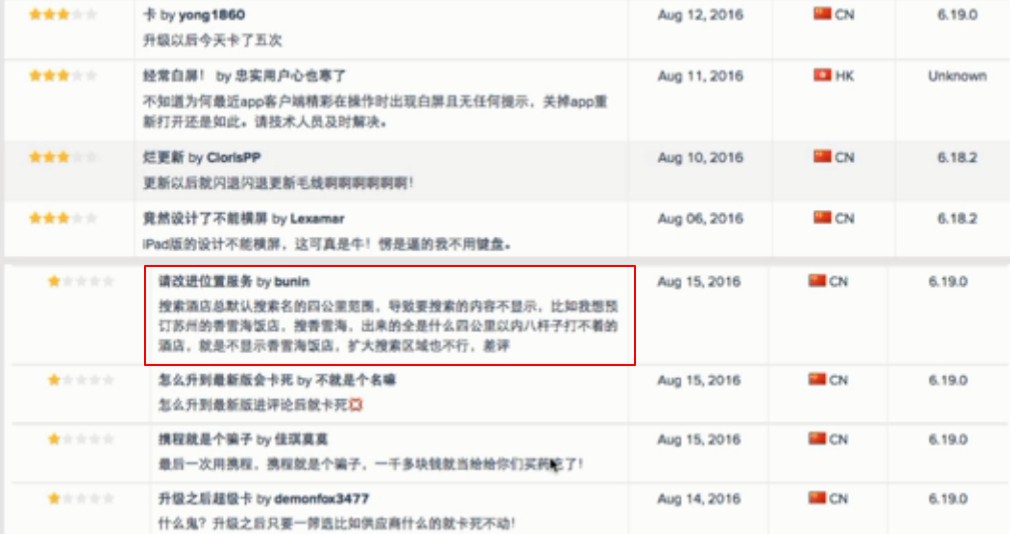 卡 by yong1860 Aug 12, 2016 CN 6.19.0
升级以后今天卡了五次
经常白屏！ by 忠实用户心也寒了 Aug 11, 2016 HK Unknown
不知道为何最近app客户端精彩在操作时出现白屏且无任何提示，关掉app重
新打开还是如此。请技术人员及时解决。
烂更新 by ClorisPP Aug 10, 2016 CN 6.18.2
更新以后就闪退闪退更新毛线啊啊啊啊啊啊！
竟然设计了不能横屏 by Lexamar Aug 06, 2016 CN 6.18.2
iPad版的设计不能横屏，这可真是牛！愣是逼的我不用键盘。
请改进位置服务 by bunin Aug 15, 2016 CN 6.19.0
搜索酒店总默认搜索名的四公里范围，导致要搜索的内容不显示，比如我想预
订苏州的香雪海饭店，搜香雪海，出来的全是什么四公里以内八杆子打不着的
酒店，就是不显示香雪海饭店，扩大搜索区域也不行，差评
怎么升到最新版会卡死 by 不就是个名嘛 Aug 15, 2016 CN 6.19.0
怎么升到最新版进评论后就卡死💢
携程就是个骗子 by 佳琪莫莫 Aug 15, 2016 CN 6.19.0
最后一次用携程，携程就是个骗子，一千多块钱就当给给你们买药吃了！
升级之后超级卡 by demonfox3477 Aug 14, 2016 CN 6.19.0
什么鬼？升级之后只要一筛选比如供应商什么的就卡死不动！